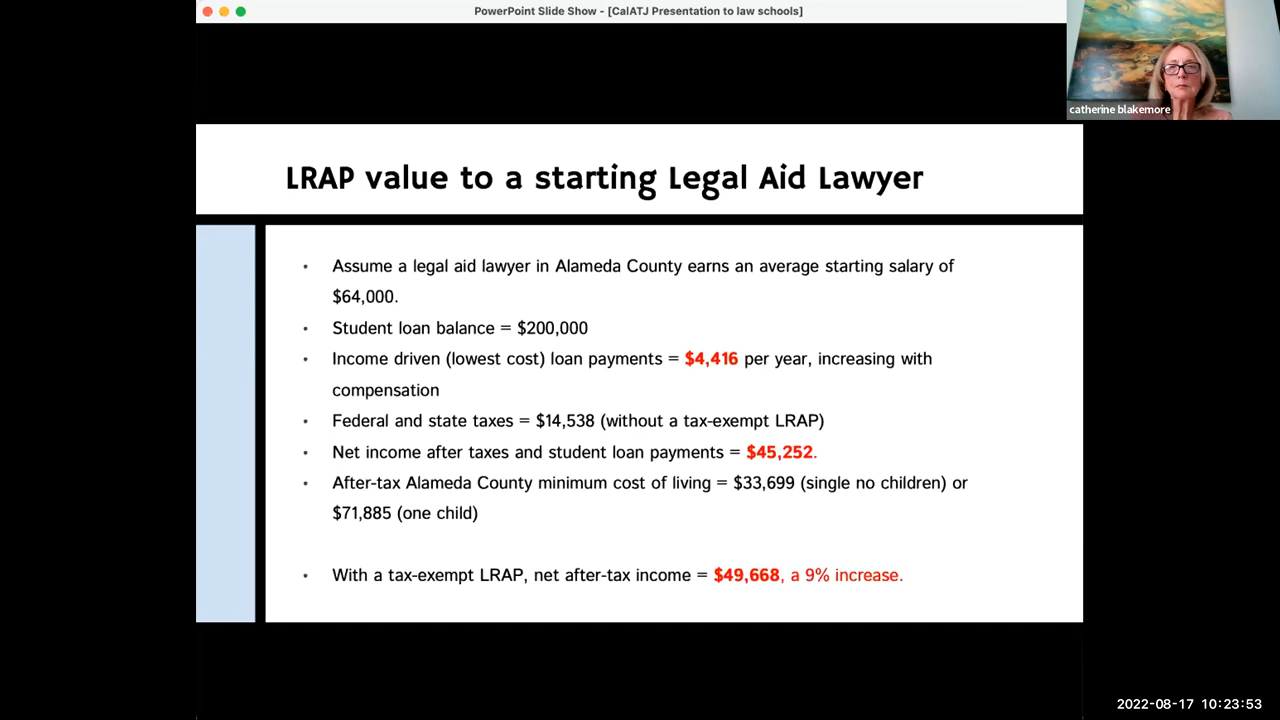 PowerPoint Slide Show - [CalATJ Presentation to law schools]
catherine blakemore
LRAP value to a starting Legal Aid Lawyer
• Assume a legal aid lawyer in Alameda County earns an average starting salary of
$64,000.
• Student loan balance = $200,000
• Income driven (lowest cost) loan payments = $4,416 per year, increasing with
compensation
• Federal and state taxes = $14,538 (without a tax-exempt LRAP)
• Net income after taxes and student loan payments = $45,252.
• After-tax Alameda County minimum cost of living = $33,699 (single no children) or
$71,885 (one child)
• With a tax-exempt LRAP, net after-tax income = $49,668, a 9% increase.
2022-08-17 10:23:53